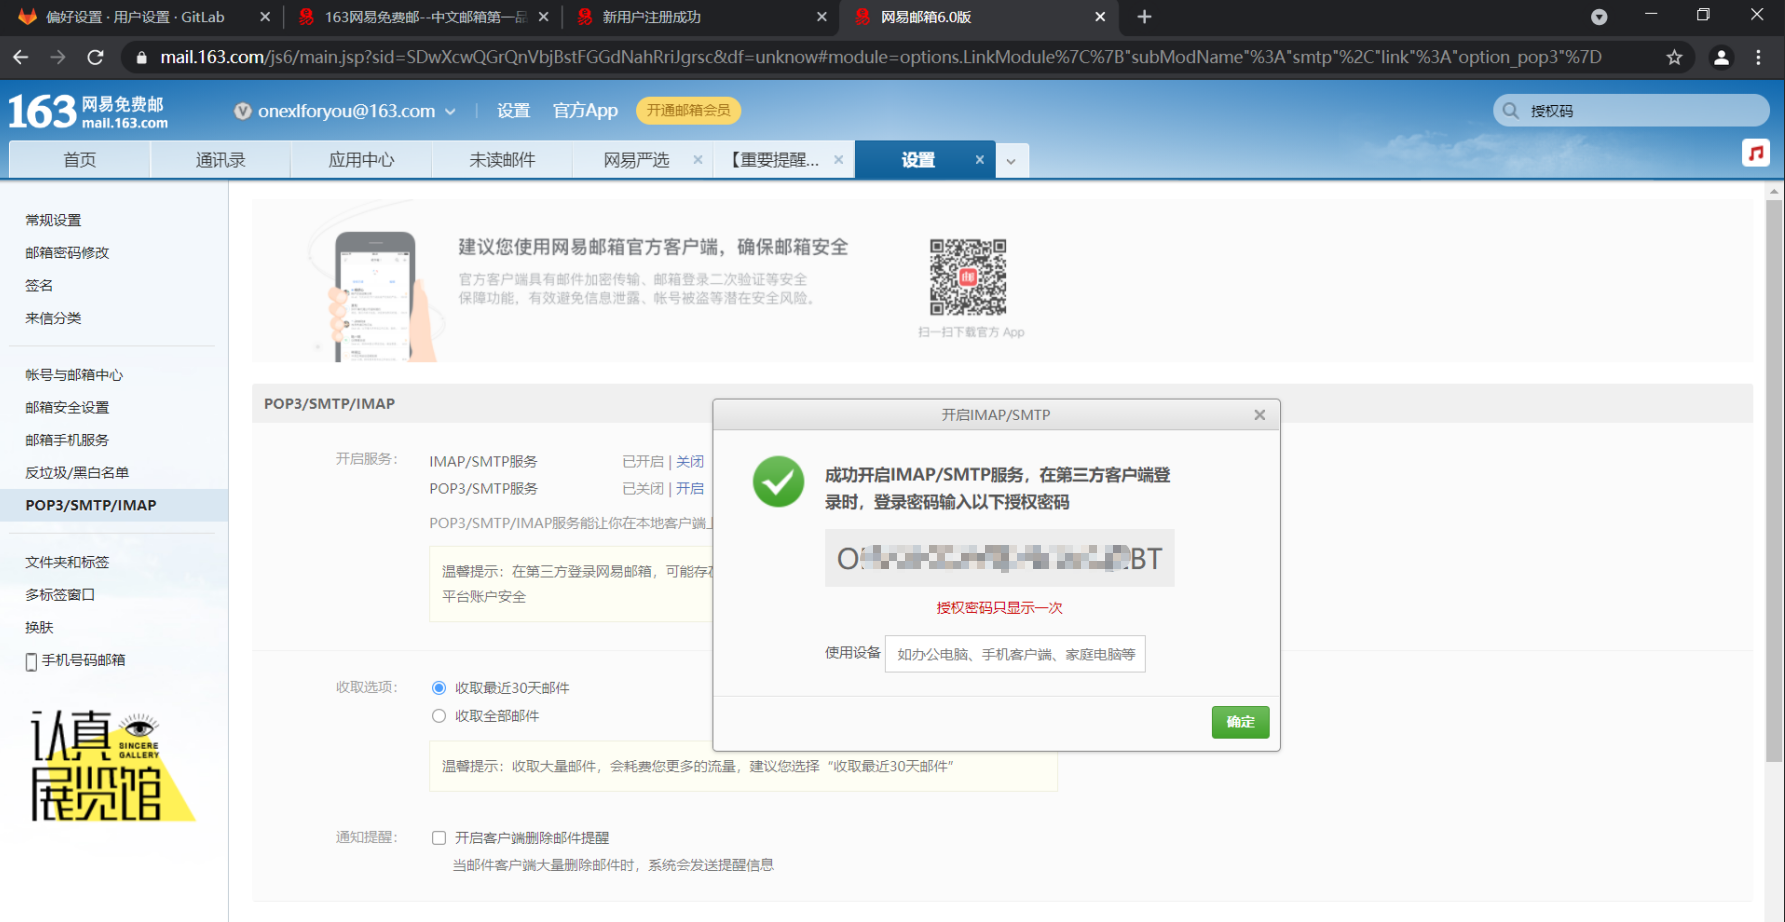 偏好设置 · 用户设置 · GitLab
163网易免费邮--中文邮箱第一品
新用户注册成功
网易邮箱6.0版
mail.163.com/js6/main.jsp?sid=SDwXcwQGrQnVbjBstFGGdNahRriJgrsc&df=unknow#module=options.LinkModule%7C%7B"subModName"%3A"smtp"%2C"link"%3A"option_pop3"%7D
163 网易免费邮
mail.163.com
onexlforyou@163.com
设置
官方App
开通邮箱会员
授权码
首页
通讯录
应用中心
未读邮件
网易严选
【重要提醒...
设置
常规设置
邮箱密码修改
签名
来信分类
帐号与邮箱中心
邮箱安全设置
邮箱手机服务
反垃圾/黑白名单
POP3/SMTP/IMAP
文件夹和标签
多标签窗口
换肤
手机号码邮箱
认真
SINCERE
GALLERY
展览馆
建议您使用网易邮箱官方客户端，确保邮箱安全
官方客户端具有邮件加密传输、邮箱登录二次验证等安全
保障功能，有效避免信息泄露、帐号被盗等潜在安全风险。
扫一扫下载官方 App
POP3/SMTP/IMAP
开启服务：
IMAP/SMTP服务
已开启 | 关闭
POP3/SMTP服务
已关闭 | 开启
POP3/SMTP/IMAP服务能让你在本地客户端上
温馨提示：在第三方登录网易邮箱，可能存在
平台账户安全
收取选项：
收取最近30天邮件
收取全部邮件
温馨提示：收取大量邮件，会耗费您更多的流量，建议您选择“收取最近30天邮件”
通知提醒：
开启客户端删除邮件提醒
当邮件客户端大量删除邮件时，系统会发送提醒信息
开启IMAP/SMTP
成功开启IMAP/SMTP服务，在第三方客户端登
录时，登录密码输入以下授权密码
O BT
授权密码只显示一次
使用设备
如办公电脑、手机客户端、家庭电脑等
确定